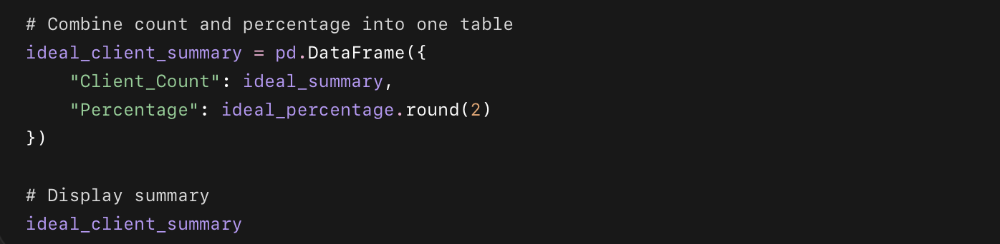 # Combine count and percentage into one table
ideal_client_summary = pd.DataFrame({
    "Client_Count": ideal_summary,
    "Percentage": ideal_percentage.round(2)
})

# Display summary
ideal_client_summary